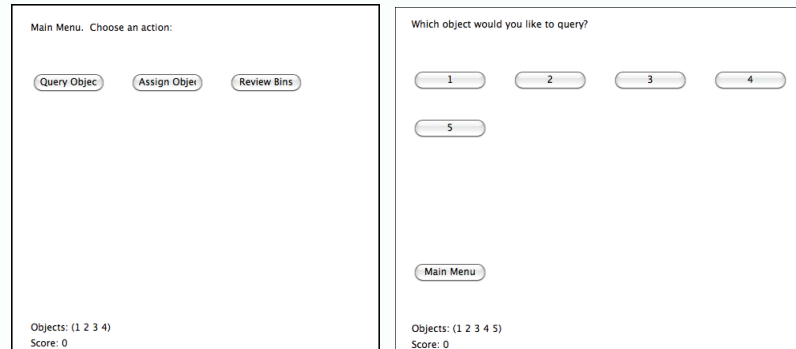 Main Menu. Choose an action:
Query Objec
Assign Objec
Review Bins
Objects: (1 2 3 4)
Score: 0
Which object would you like to query?
1
2
3
4
5
Main Menu
Objects: (1 2 3 4 5)
Score: 0